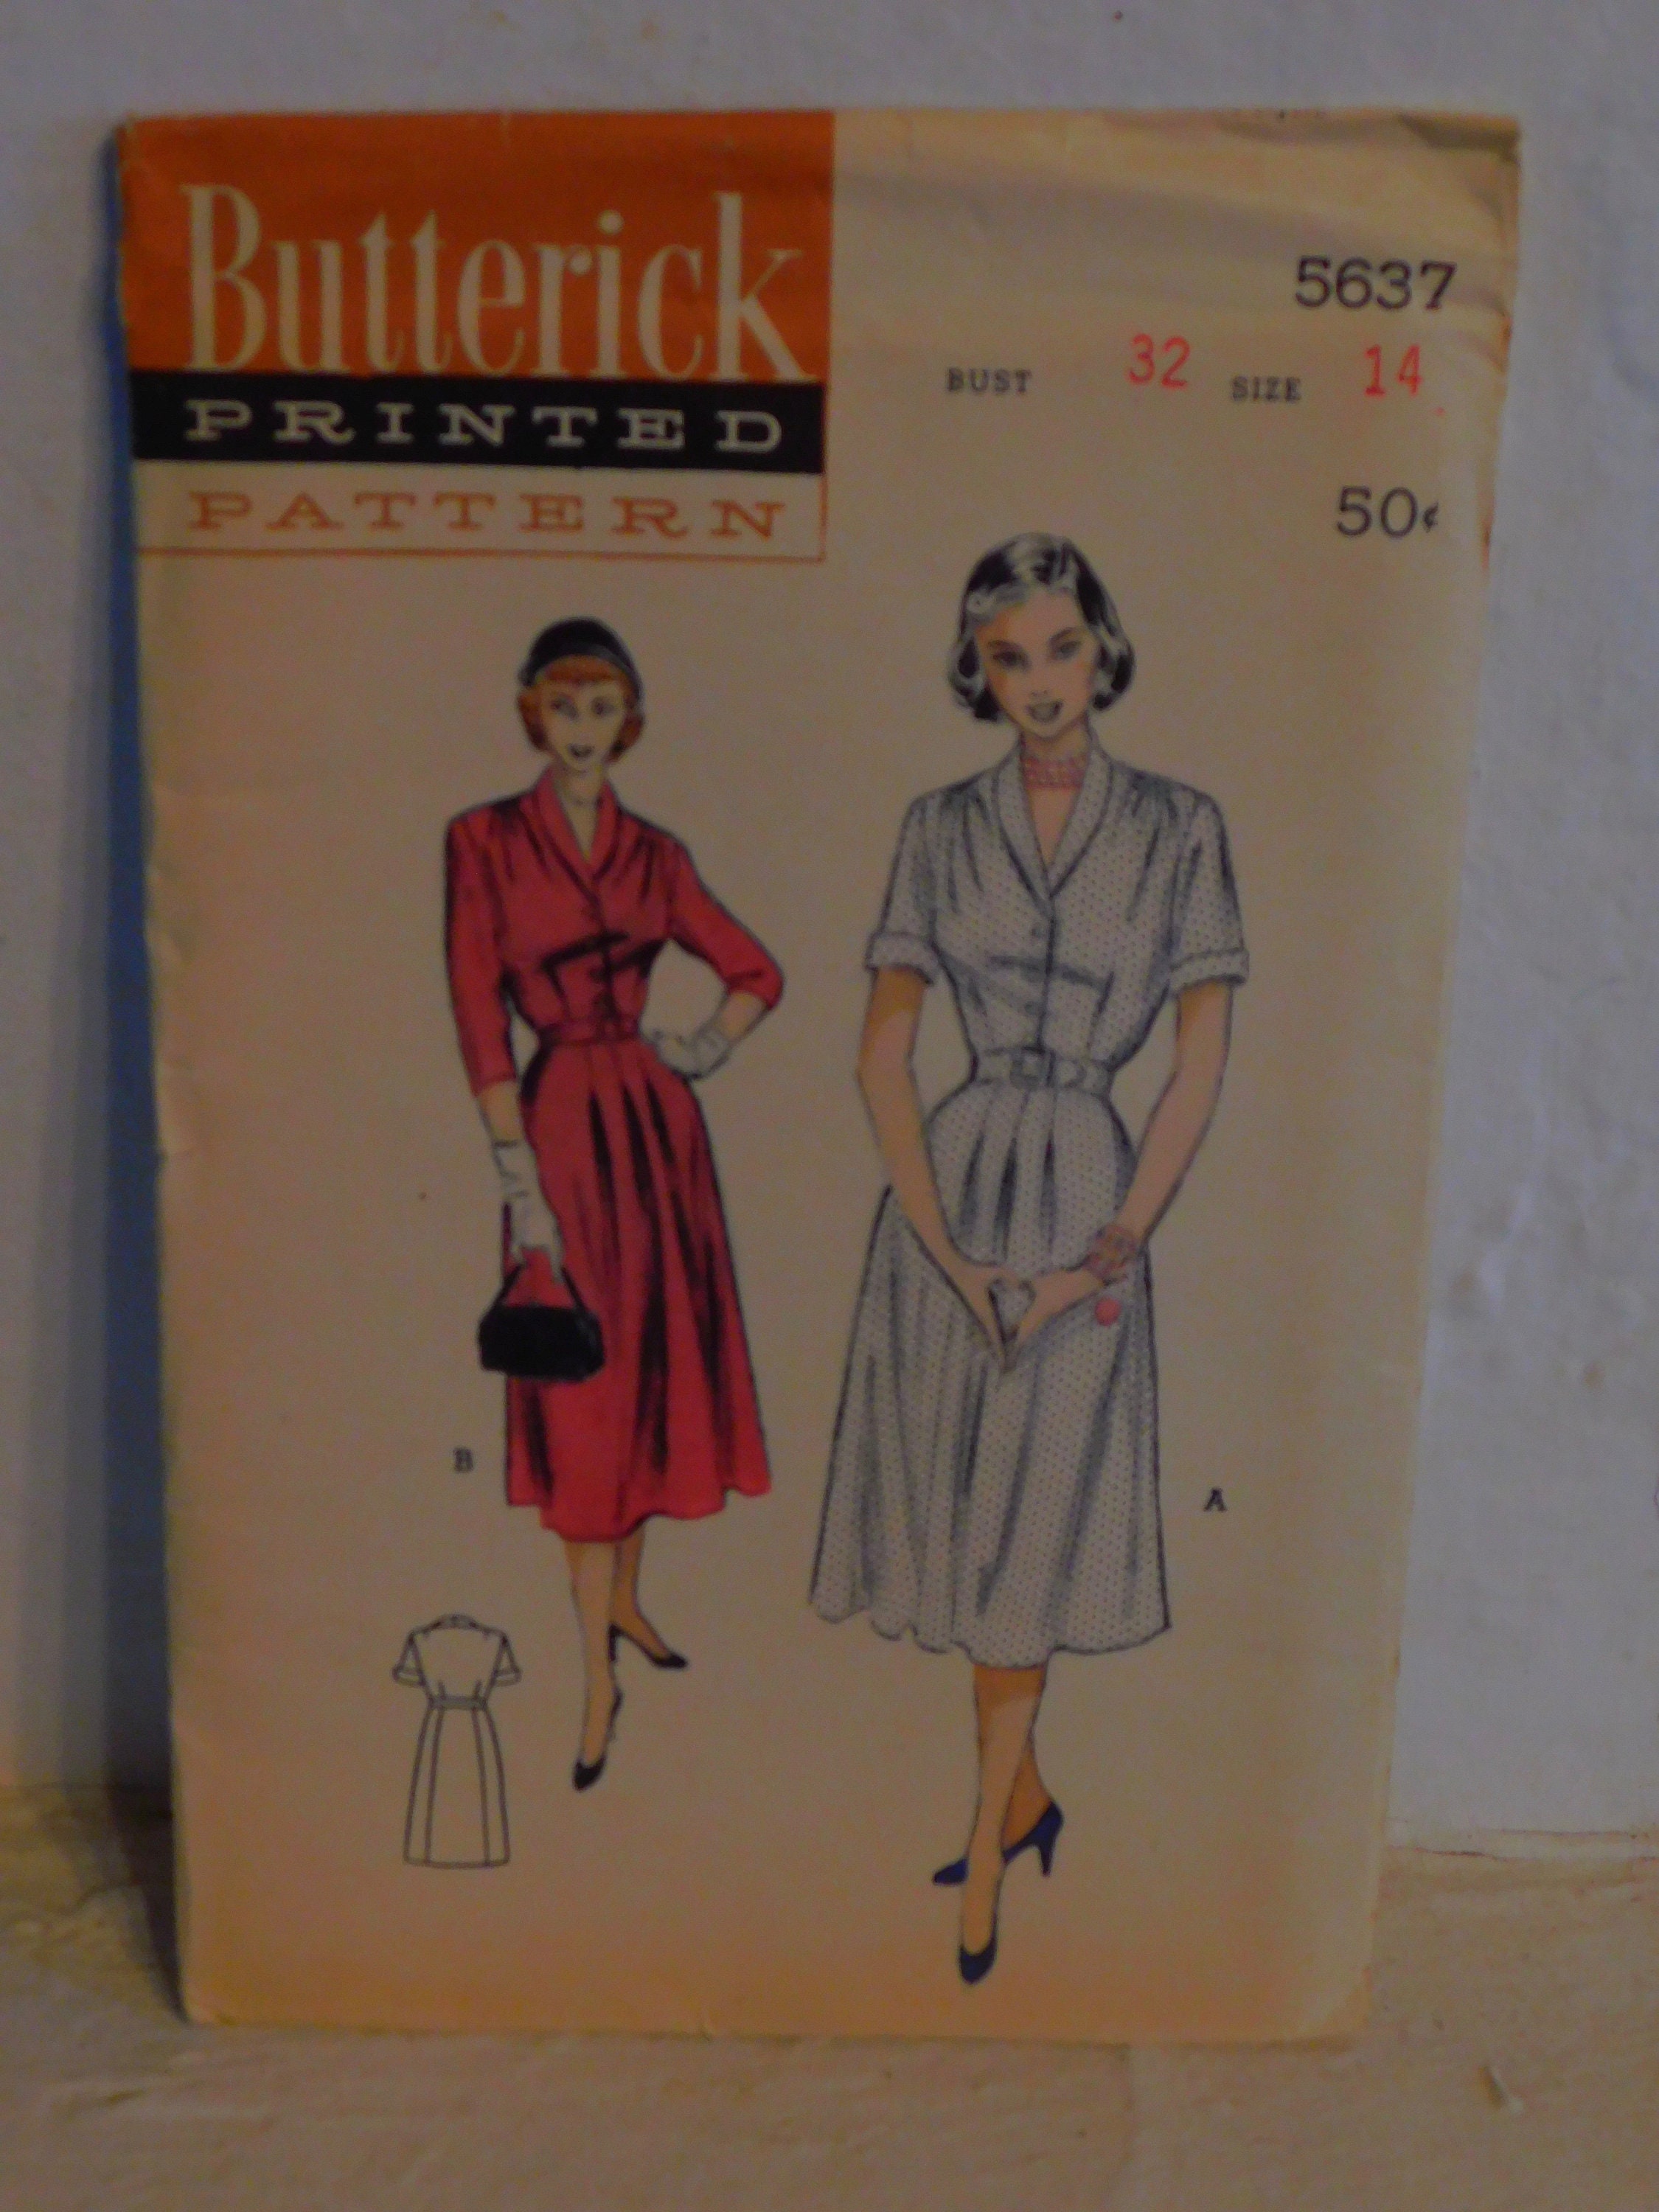 Butterick
PRINTED
PATTERN
5637
BUST 32 SIZE 14
50¢
B
A